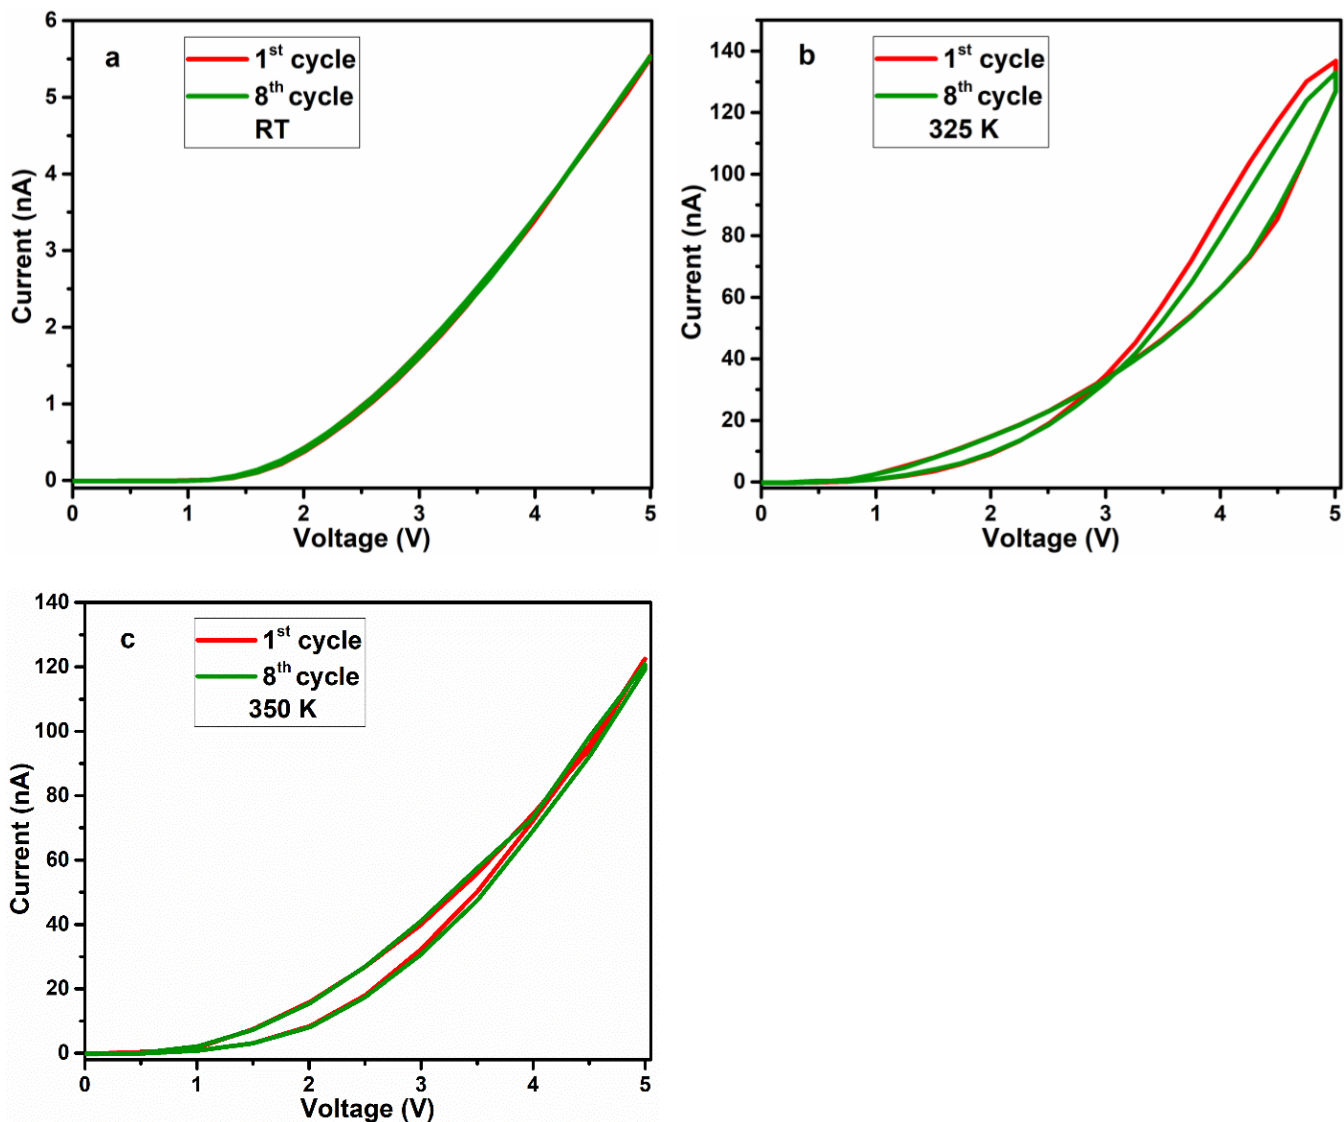 a
1st cycle
8th cycle
RT
6
5
4
3
2
1
0
Current (nA)
0 1 2 3 4 5
Voltage (V)
b
1st cycle
8th cycle
325 K
140
120
100
80
60
40
20
0
Current (nA)
0 1 2 3 4 5
Voltage (V)
c
1st cycle
8th cycle
350 K
140
120
100
80
60
40
20
0
Current (nA)
0 1 2 3 4 5
Voltage (V)